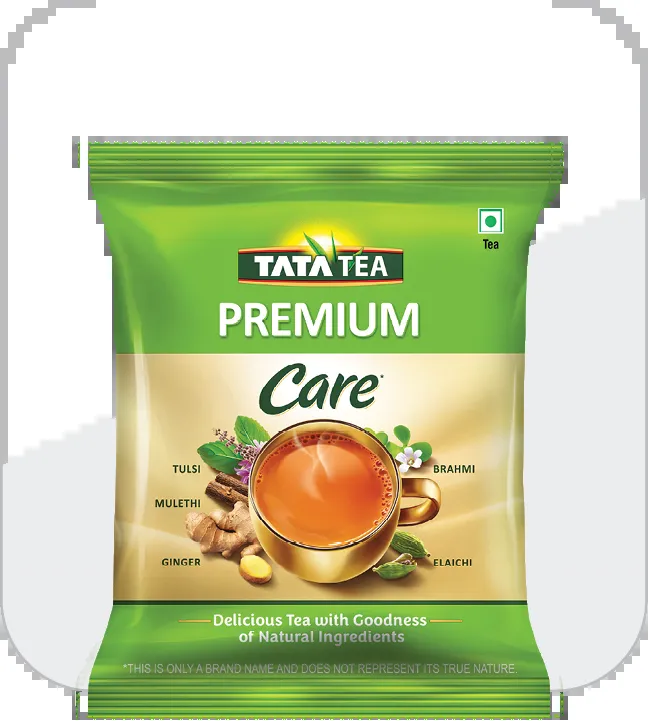 Tea
TATA TEA
PREMIUM
Care*
TULSI
BRAHMI
MULETHI
GINGER
ELAICHI
Delicious Tea with Goodness
of Natural Ingredients
*THIS IS ONLY A BRAND NAME AND DOES NOT REPRESENT ITS TRUE NATURE.